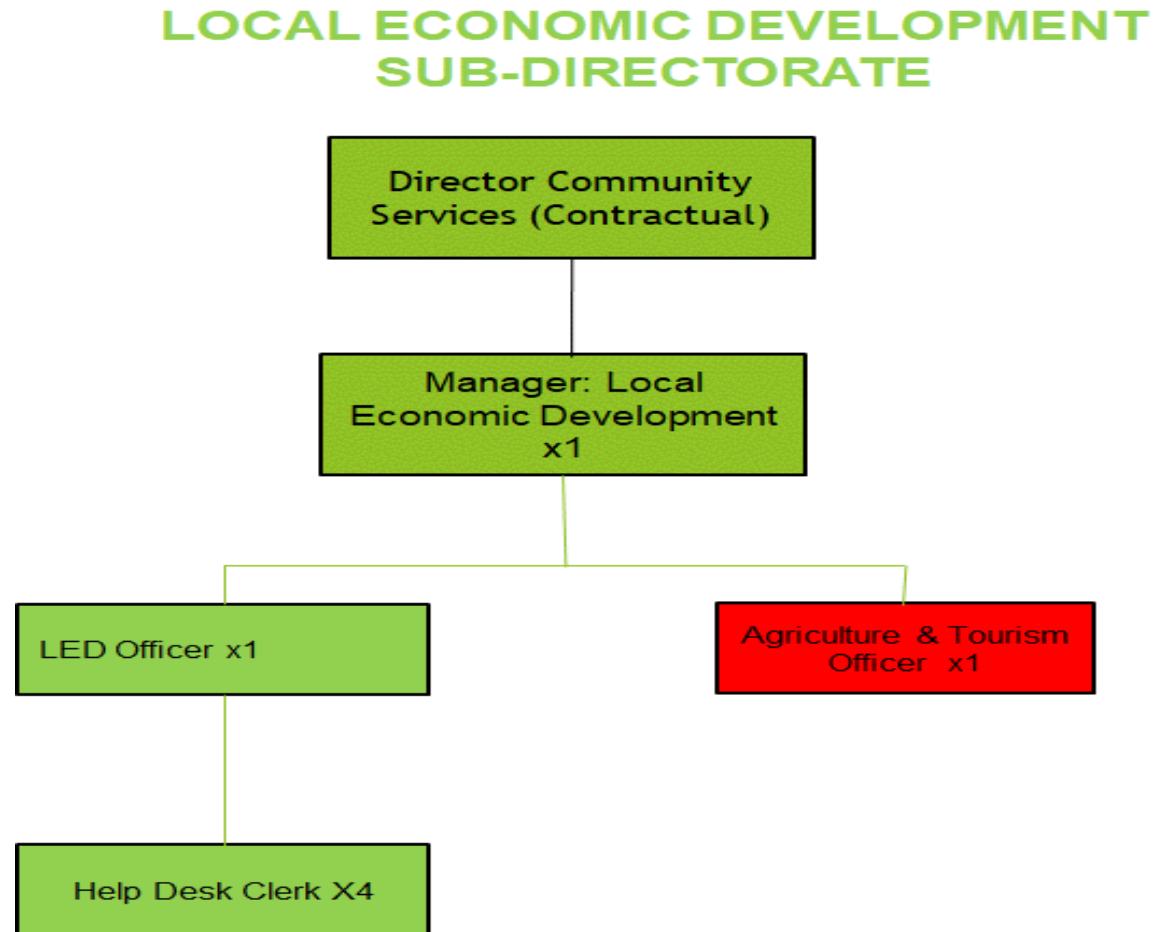 LOCAL ECONOMIC DEVELOPMENT
SUB-DIRECTORATE
Director Community
Services (Contractual)
Manager: Local
Economic Development
x1
LED Officer x1
Agriculture & Tourism
Officer x1
Help Desk Clerk X4